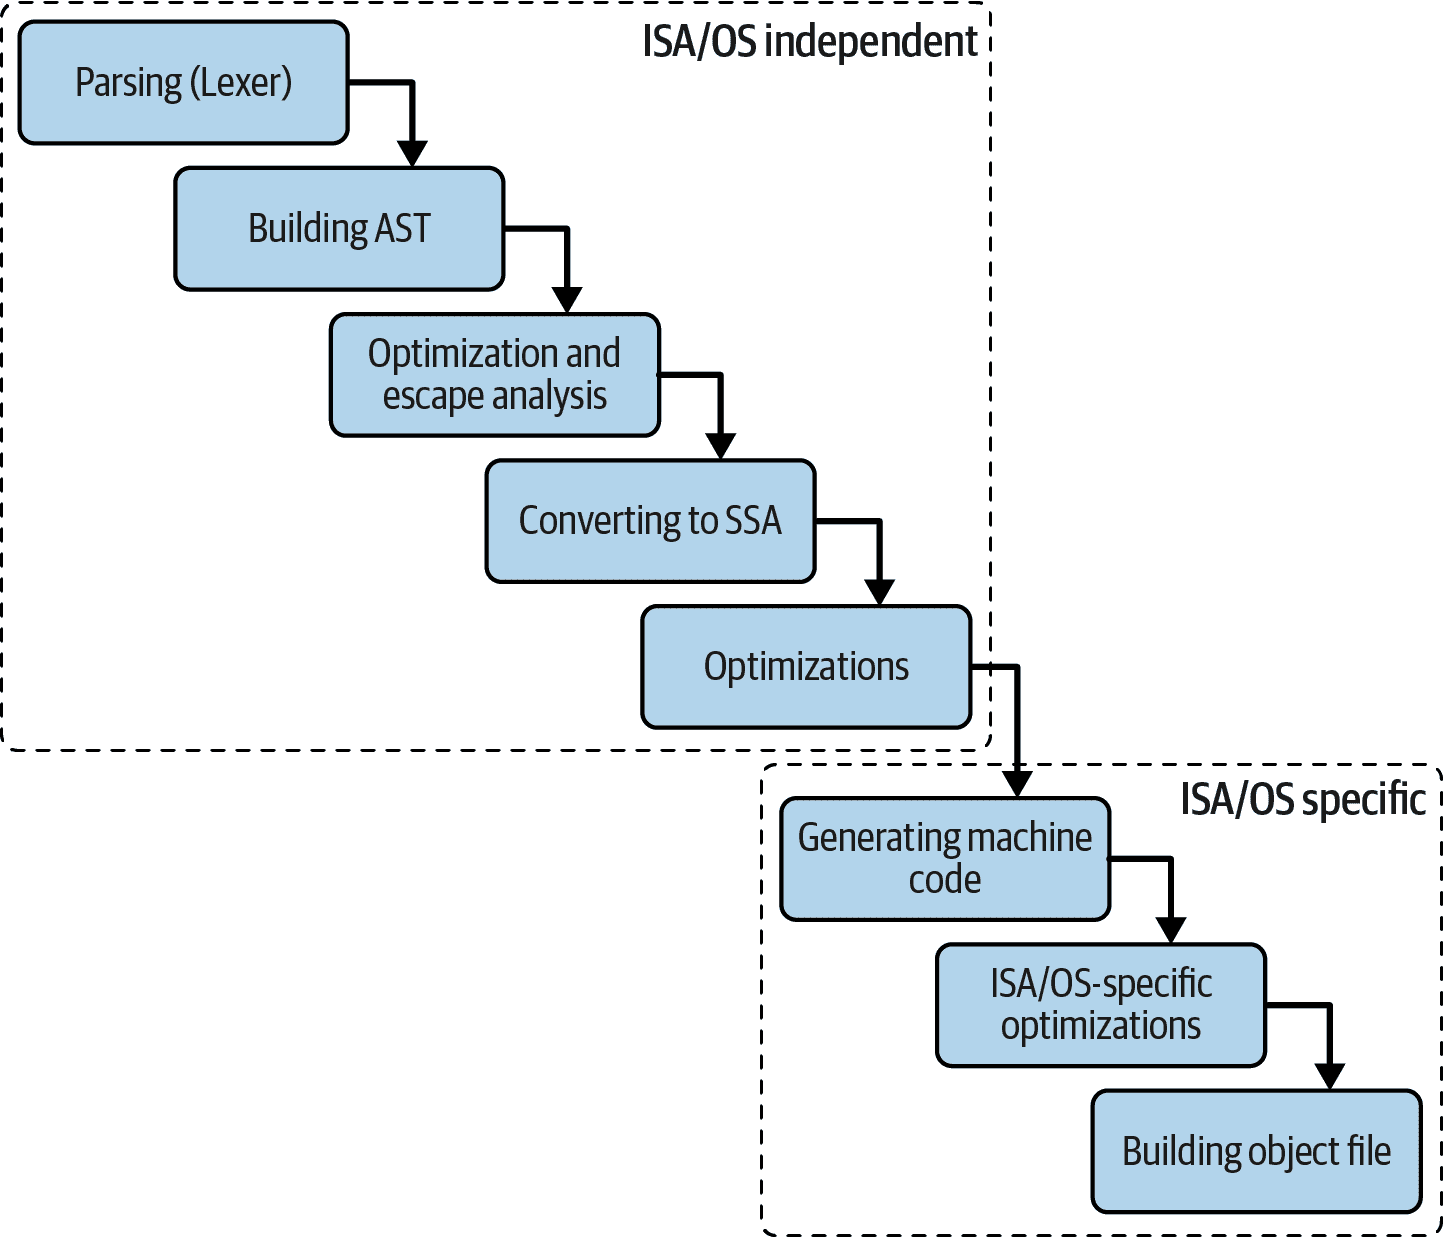 ISA/OS independent
Parsing (Lexer)
Building AST
Optimization and
escape analysis
Converting to SSA
Optimizations
ISA/OS specific
Generating machine
code
ISA/OS-specific
optimizations
Building object file